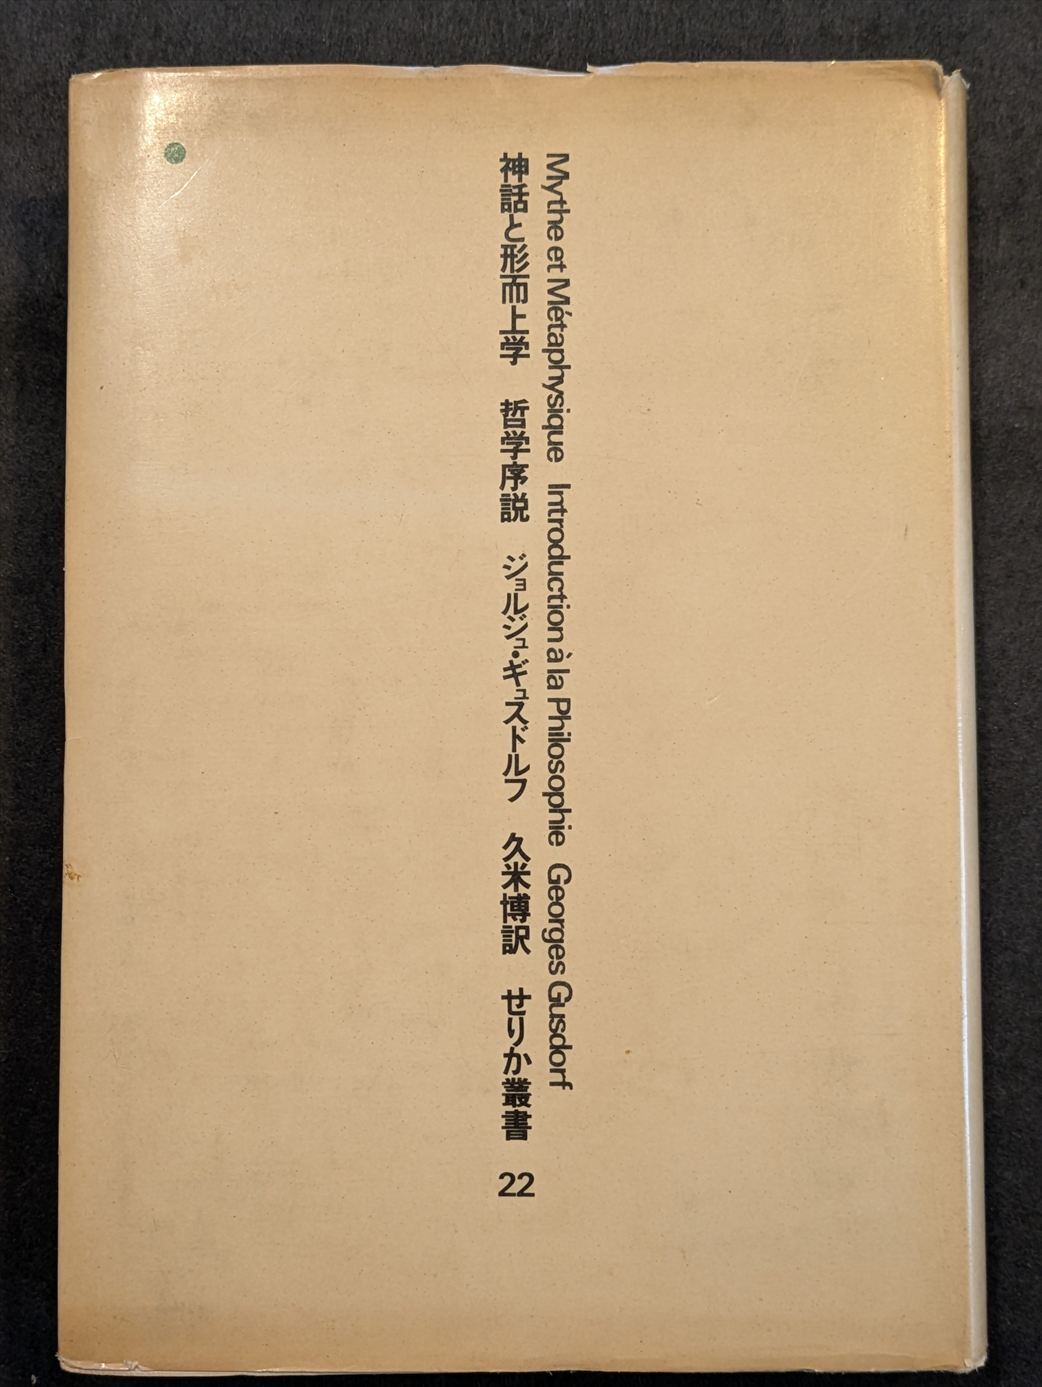 Mythe et Métaphysique Introduction à la Philosophie Georges Gusdorf
神話と形而上学 哲学序説 ジョルジュ・ギュスドルフ 久米博訳 せりか叢書 22